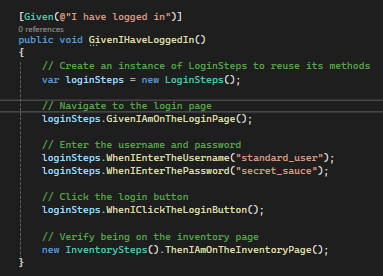 [Given(@"I have logged in")]
0 references
public void GivenIHaveLoggedIn()
{
// Create an instance of LoginSteps to reuse its methods
var loginSteps = new LoginSteps();
// Navigate to the login page
loginSteps.GivenIAmOnTheLoginPage();
// Enter the username and password
loginSteps.WhenIEnterTheUsername("standard_user");
loginSteps.WhenIEnterThePassword("secret_sauce");
// Click the login button
loginSteps.WhenIClickTheLoginButton();
// Verify being on the inventory page
new InventorySteps().ThenIAmOnTheInventoryPage();
}